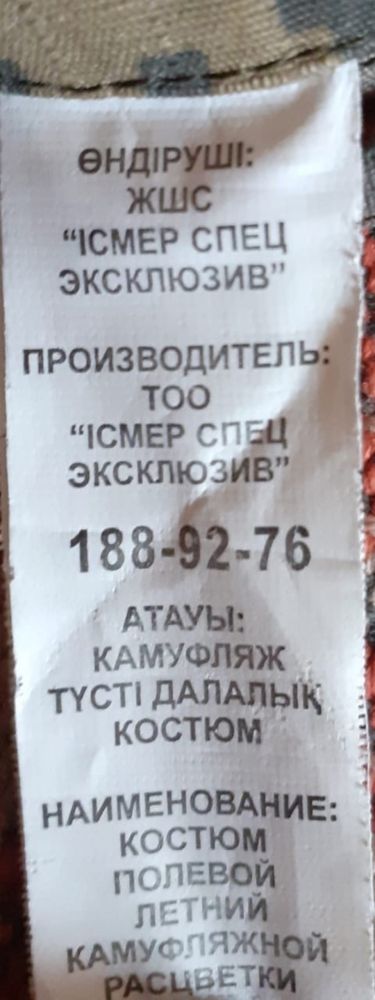 ӨНДІРУШІ:
ЖШС
“ІСМЕР СПЕЦ
ЭКСКЛЮЗИВ”
ПРОИЗВОДИТЕЛЬ:
ТОО
“ІСМЕР СПЕЦ
ЭКСКЛЮЗИВ”
188-92-76
АТАУЫ:
КАМУФЛЯЖ
ТҮСТІ ДАЛАЛЫҚ
КОСТЮМ
НАИМЕНОВАНИЕ:
КОСТЮМ
ПОЛЕВОЙ
ЛЕТНИЙ
КАМУФЛЯЖНОЙ
РАСЦВЕТКИ